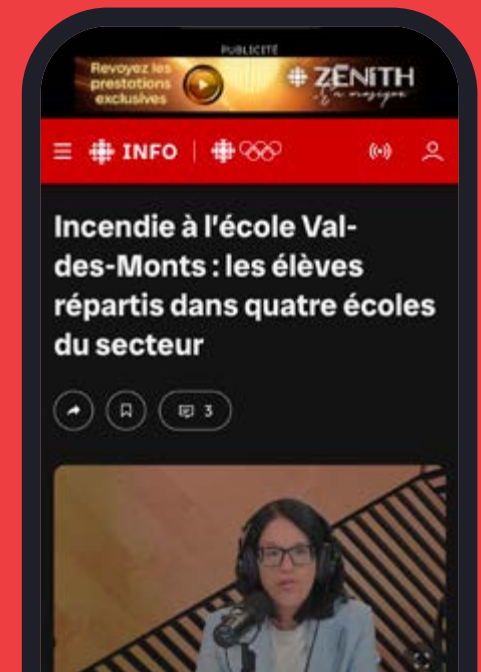 PUBLICITÉ
Revoyez les
prestations
exclusives
ZÉNITH
INFO
Incendie à l'école Val-
des-Monts : les élèves
répartis dans quatre écoles
du secteur
3